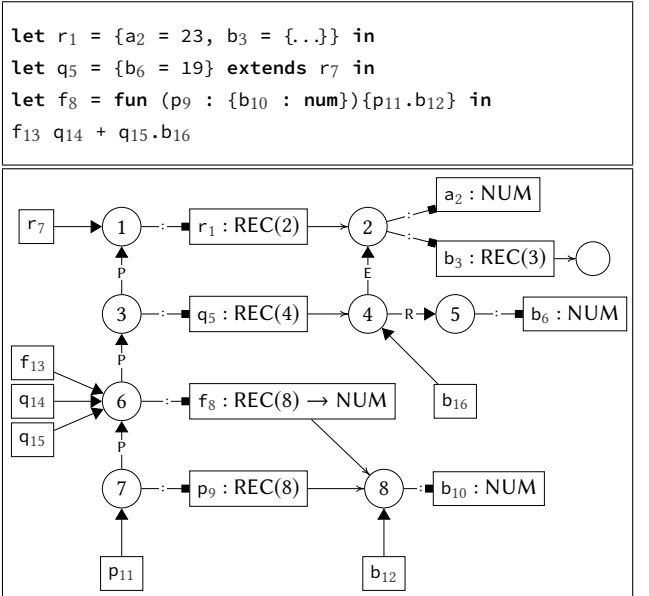 let r₁ = {a₂ = 23, b₃ = {...}} in
let q₅ = {b₆ = 19} extends r₇ in
let f₈ = fun (p₉ : {b₁₀ : num}){p₁₁.b₁₂} in
f₁₃ q₁₄ + q₁₅.b₁₆
a₂ : NUM
r₇ 1 : r₁ : REC(2) 2 : :
b₃ : REC(3)
P E
3 : q₅ : REC(4) 4 R 5 : b₆ : NUM
P
f₁₃
q₁₄ 6 : f₈ : REC(8) → NUM b₁₆
q₁₅
P
7 : p₉ : REC(8) 8 : b₁₀ : NUM
p₁₁ b₁₂